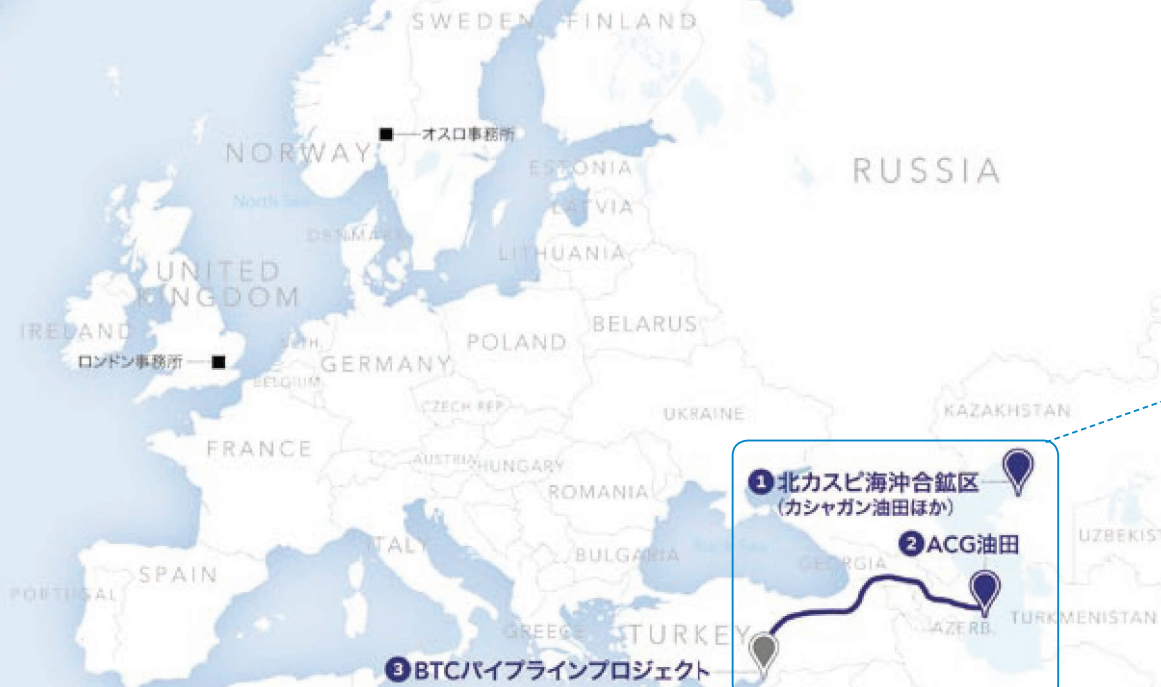 SWEDEN
FINLAND
オスロ事務所
NORWAY
RUSSIA
ESTONIA
North Sea
LATVIA
DENMARK
LITHUANIA
UNITED
KINGDOM
IRELAND
BELARUS
POLAND
NETH.
ロンドン事務所
GERMANY
BELGIUM
CZECH REP.
UKRAINE
KAZAKHSTAN
FRANCE
AUSTRIA
HUNGARY
ROMANIA
❶北カスピ海沖合鉱区
(カシャガン油田ほか)
❷ACG油田
UZBEKIST
ITALY
BULGARIA
Black Sea
GEORGIA
SPAIN
PORTUGAL
GREECE
TURKEY
AZERB.
TURKMENISTAN
❸BTCパイプラインプロジェクト